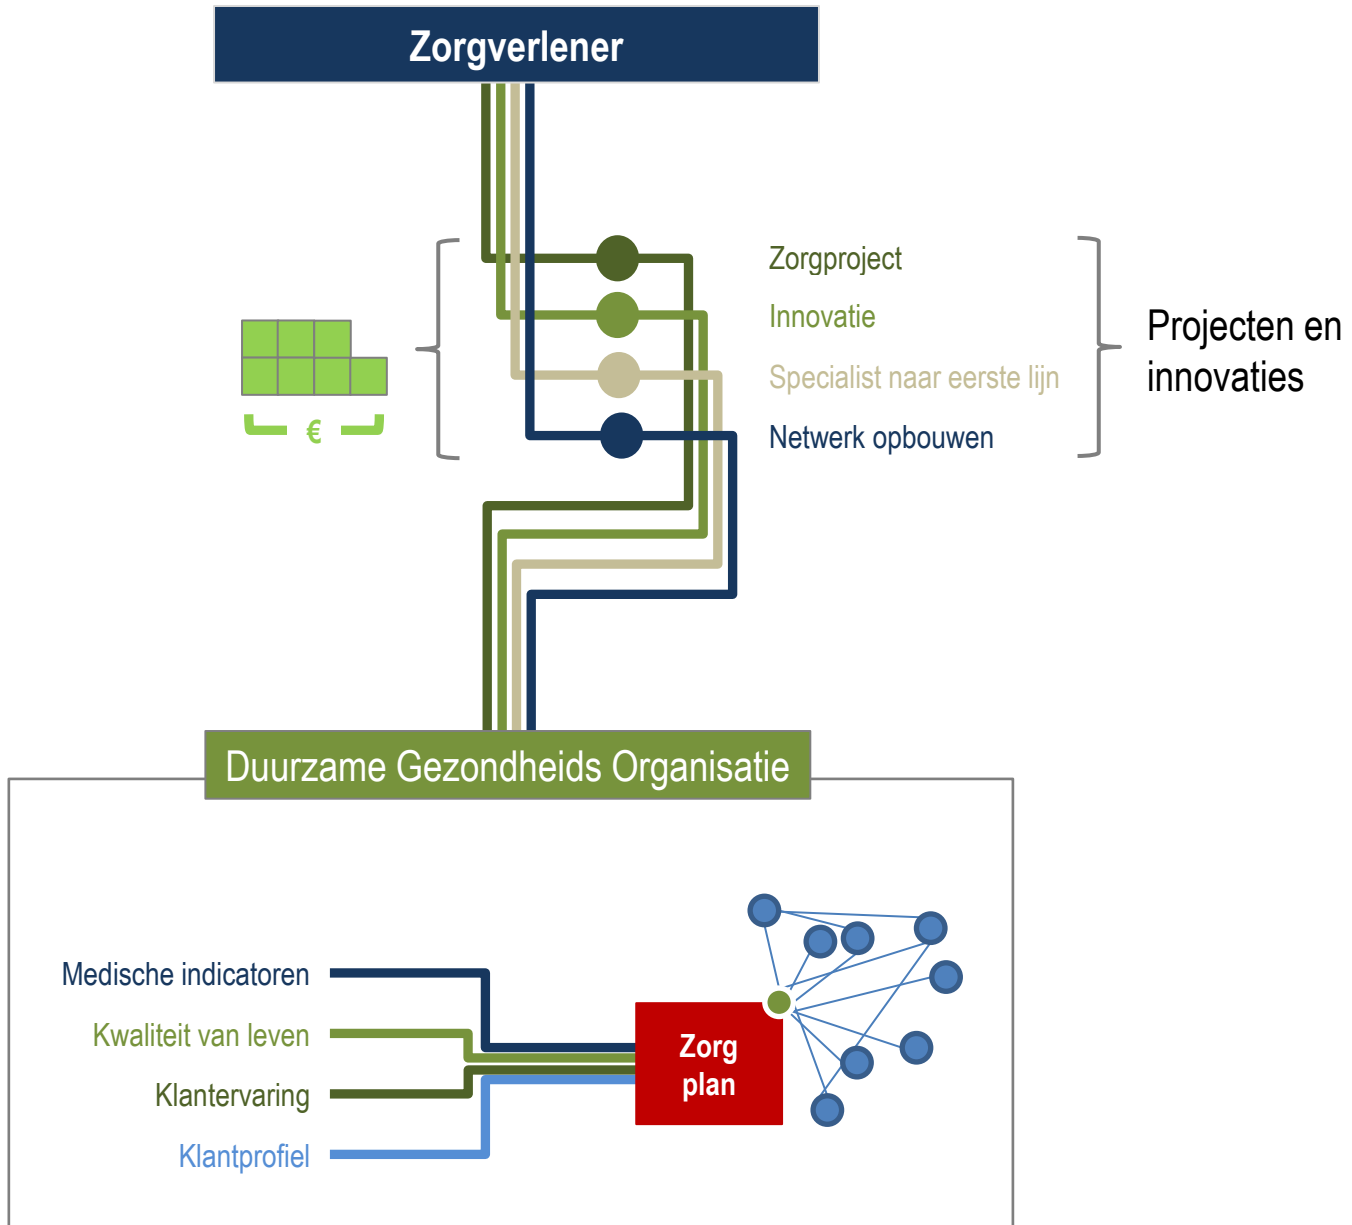 Zorgverlener
Zorgproject
Innovatie
Specialist naar eerste lijn
Netwerk opbouwen
Projecten en
innovaties
€
Duurzame Gezondheids Organisatie
Medische indicatoren
Kwaliteit van leven
Klantervaring
Klantprofiel
Zorg
plan